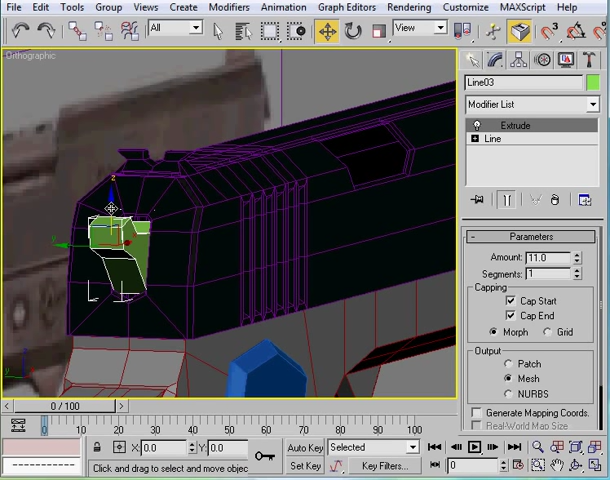 File Edit Tools Group Views Create Modifiers Animation Graph Editors Rendering Customize MAXScript Help
All
View
3
Orthographic
Line03
Modifier List
Extrude
Line
Parameters
Amount: 11.0
Segments: 1
Capping
Cap Start
Cap End
Morph Grid
Output
Patch
Mesh
NURBS
Generate Mapping Coords.
Real-World Map Size
z
y
0 / 100
0 10 20 30 40 50 60 70 80 90 100
X: 0.0 Y: 0.0
Auto Key Selected
Set Key Key Filters...
Click and drag to select and move objec
0